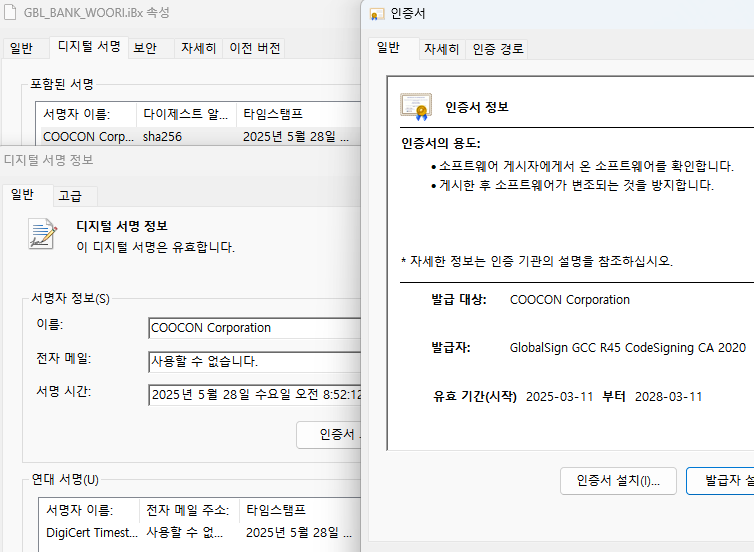 GBL_BANK_WOORI.iBx 속성
일반 디지털 서명 보안 자세히 이전 버전
포함된 서명
서명자 이름: 다이제스트 알... 타임스탬프
COOCON Corp... sha256 2025년 5월 28일 ...
디지털 서명 정보
일반 고급
디지털 서명 정보
이 디지털 서명은 유효합니다.
서명자 정보(S)
이름: COOCON Corporation
전자 메일: 사용할 수 없습니다.
서명 시간: 2025년 5월 28일 수요일 오전 8:52:12
인증서
연대 서명(U)
서명자 이름: 전자 메일 주소: 타임스탬프
DigiCert Timest... 사용할 수 없... 2025년 5월 28일 ...
인증서
일반 자세히 인증 경로
인증서 정보
인증서의 용도:
• 소프트웨어 게시자에게서 온 소프트웨어를 확인합니다.
• 게시한 후 소프트웨어가 변조되는 것을 방지합니다.
* 자세한 정보는 인증 기관의 설명을 참조하십시오.
발급 대상: COOCON Corporation
발급자: GlobalSign GCC R45 CodeSigning CA 2020
유효 기간(시작) 2025-03-11 부터 2028-03-11
인증서 설치(I)... 발급자 설